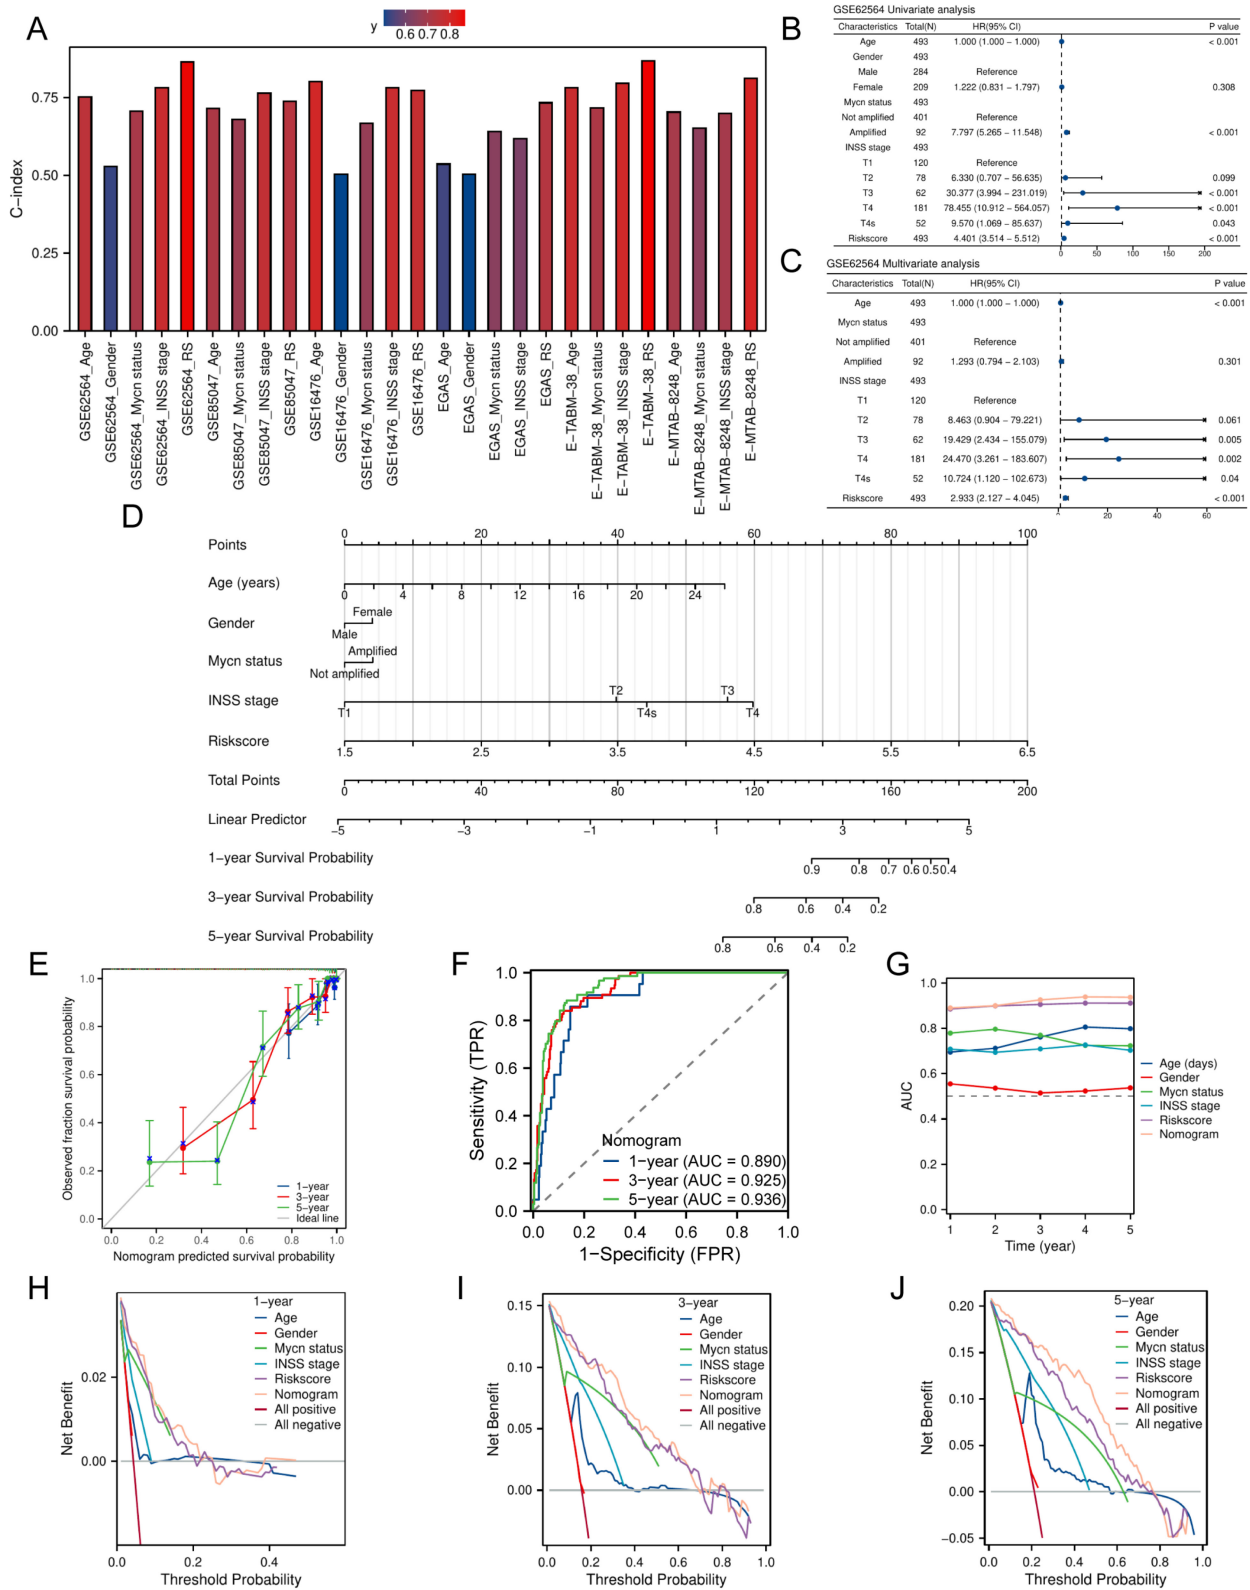 A
y
0.6 0.7 0.8
C−index
0.75
0.50
0.25
0.00
GSE62564_Age
GSE62564_Gender
GSE62564_Mycn status
GSE62564_INSS stage
GSE62564_RS
GSE85047_Age
GSE85047_Mycn status
GSE85047_INSS stage
GSE85047_RS
GSE16476_Age
GSE16476_Gender
GSE16476_Mycn status
GSE16476_INSS stage
GSE16476_RS
EGAS_Age
EGAS_Gender
EGAS_Mycn status
EGAS_INSS stage
EGAS_RS
E−TABM−38_Age
E−TABM−38_Mycn status
E−TABM−38_INSS stage
E−TABM−38_RS
E−MTAB−8248_Age
E−MTAB−8248_Mycn status
E−MTAB−8248_INSS stage
E−MTAB−8248_RS
B
GSE62564 Univariate analysis
Characteristics Total(N) HR(95% CI) P value
Age 493 1.000 (1.000 − 1.000) < 0.001
Gender 493
Male 284 Reference
Female 209 1.222 (0.831 − 1.797) 0.308
Mycn status 493
Not amplified 401 Reference
Amplified 92 7.797 (5.265 − 11.548) < 0.001
INSS stage 493
T1 120 Reference
T2 78 6.330 (0.707 − 56.635) 0.099
T3 62 30.377 (3.994 − 231.019) < 0.001
T4 181 78.455 (10.912 − 564.057) < 0.001
T4s 52 9.570 (1.069 − 85.637) 0.043
Riskscore 493 4.401 (3.514 − 5.512) < 0.001
0 50 100 150 200
C
GSE62564 Multivariate analysis
Characteristics Total(N) HR(95% CI) P value
Age 493 1.000 (1.000 − 1.000) < 0.001
Mycn status 493
Not amplified 401 Reference
Amplified 92 1.293 (0.794 − 2.103) 0.301
INSS stage 493
T1 120 Reference
T2 78 8.463 (0.904 − 79.221) 0.061
T3 62 19.429 (2.434 − 155.079) 0.005
T4 181 24.470 (3.261 − 183.607) 0.002
T4s 52 10.724 (1.120 − 102.673) 0.04
Riskscore 493 2.933 (2.127 − 4.045) < 0.001
0 20 40 60
D
Points
0 20 40 60 80 100
Age (years)
0 4 8 12 16 20 24
Gender
Female
Male
Mycn status
Amplified
Not amplified
INSS stage
T2 T3
T1 T4s T4
Riskscore
1.5 2.5 3.5 4.5 5.5 6.5
Total Points
0 40 80 120 160 200
Linear Predictor
−5 −3 −1 1 3 5
1−year Survival Probability
0.9 0.8 0.7 0.6 0.5 0.4
3−year Survival Probability
0.8 0.6 0.4 0.2
5−year Survival Probability
0.8 0.6 0.4 0.2
E
Observed fraction survival probability
1.0
0.8
0.6
0.4
0.2
0.0
1−year
3−year
5−year
Ideal line
0.0 0.2 0.4 0.6 0.8 1.0
Nomogram predicted survival probability
F
Sensitivity (TPR)
1.0
0.8
0.6
0.4
0.2
0.0
Nomogram
1−year (AUC = 0.890)
3−year (AUC = 0.925)
5−year (AUC = 0.936)
0.0 0.2 0.4 0.6 0.8 1.0
1−Specificity (FPR)
G
AUC
1.0
0.8
0.6
0.4
0.2
0.0
1 2 3 4 5
Time (year)
Age (days)
Gender
Mycn status
INSS stage
Riskscore
Nomogram
H
Net Benefit
0.02
0.00
1−year
Age
Gender
Mycn status
INSS stage
Riskscore
Nomogram
All positive
All negative
0.0 0.2 0.4
Threshold Probability
I
Net Benefit
0.15
0.10
0.05
0.00
3−year
Age
Gender
Mycn status
INSS stage
Riskscore
Nomogram
All positive
All negative
0.0 0.2 0.4 0.6 0.8 1.0
Threshold Probability
J
Net Benefit
0.20
0.15
0.10
0.05
0.00
−0.05
5−year
Age
Gender
Mycn status
INSS stage
Riskscore
Nomogram
All positive
All negative
0.0 0.2 0.4 0.6 0.8 1.0
Threshold Probability